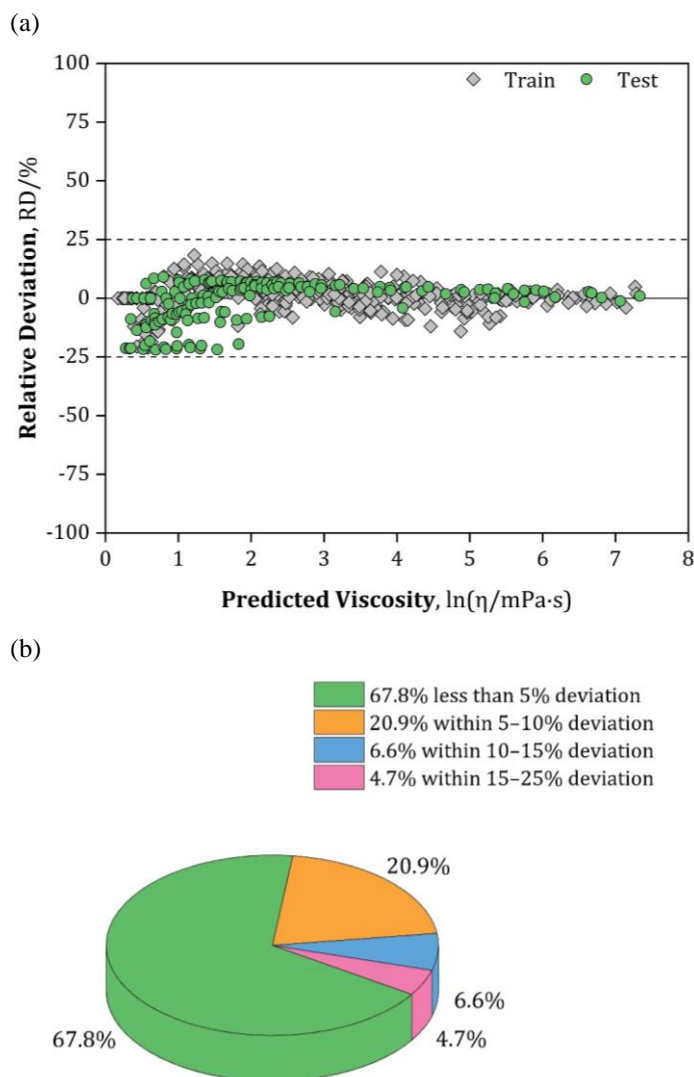 (a)
100
75
50
25
0
-25
-50
-75
-100
Relative Deviation, RD/%
Train
Test
0 1 2 3 4 5 6 7 8
Predicted Viscosity, ln(η/mPa·s)
(b)
67.8% less than 5% deviation
20.9% within 5–10% deviation
6.6% within 10–15% deviation
4.7% within 15–25% deviation
20.9%
6.6%
4.7%
67.8%